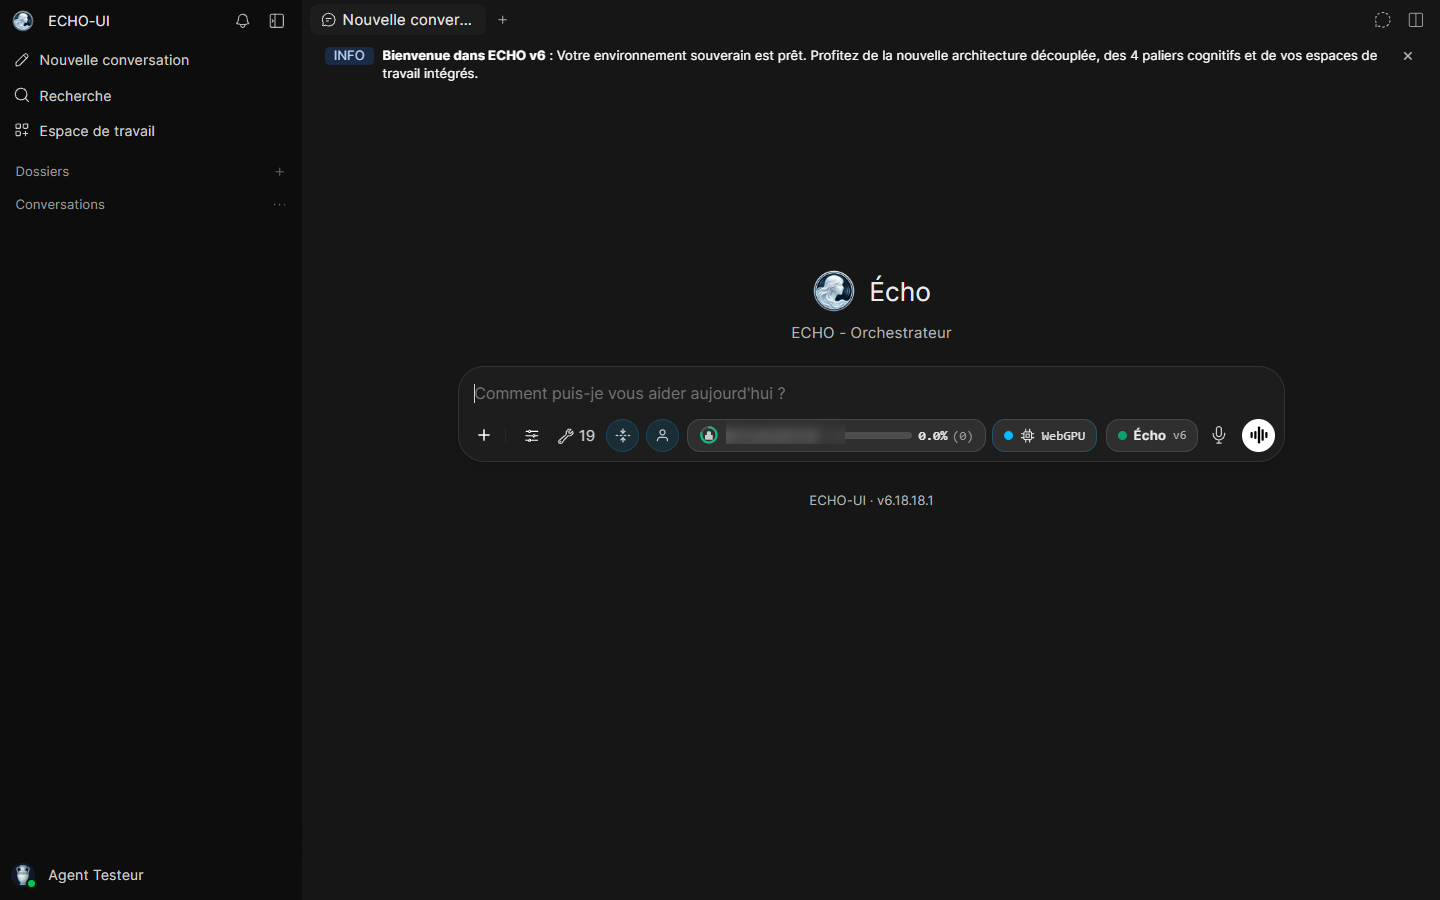 ECHO-UI
Nouvelle conversation
Recherche
Espace de travail
Dossiers
Conversations
Agent Testeur
Nouvelle conver...
INFO
Bienvenue dans ECHO v6 : Votre environnement souverain est prêt. Profitez de la nouvelle architecture découplée, des 4 paliers cognitifs et de vos espaces de
travail intégrés.
Écho
ECHO - Orchestrateur
Comment puis-je vous aider aujourd'hui ?
19 0.0% (0) WebGPU Écho v6
ECHO-UI · v6.18.18.1